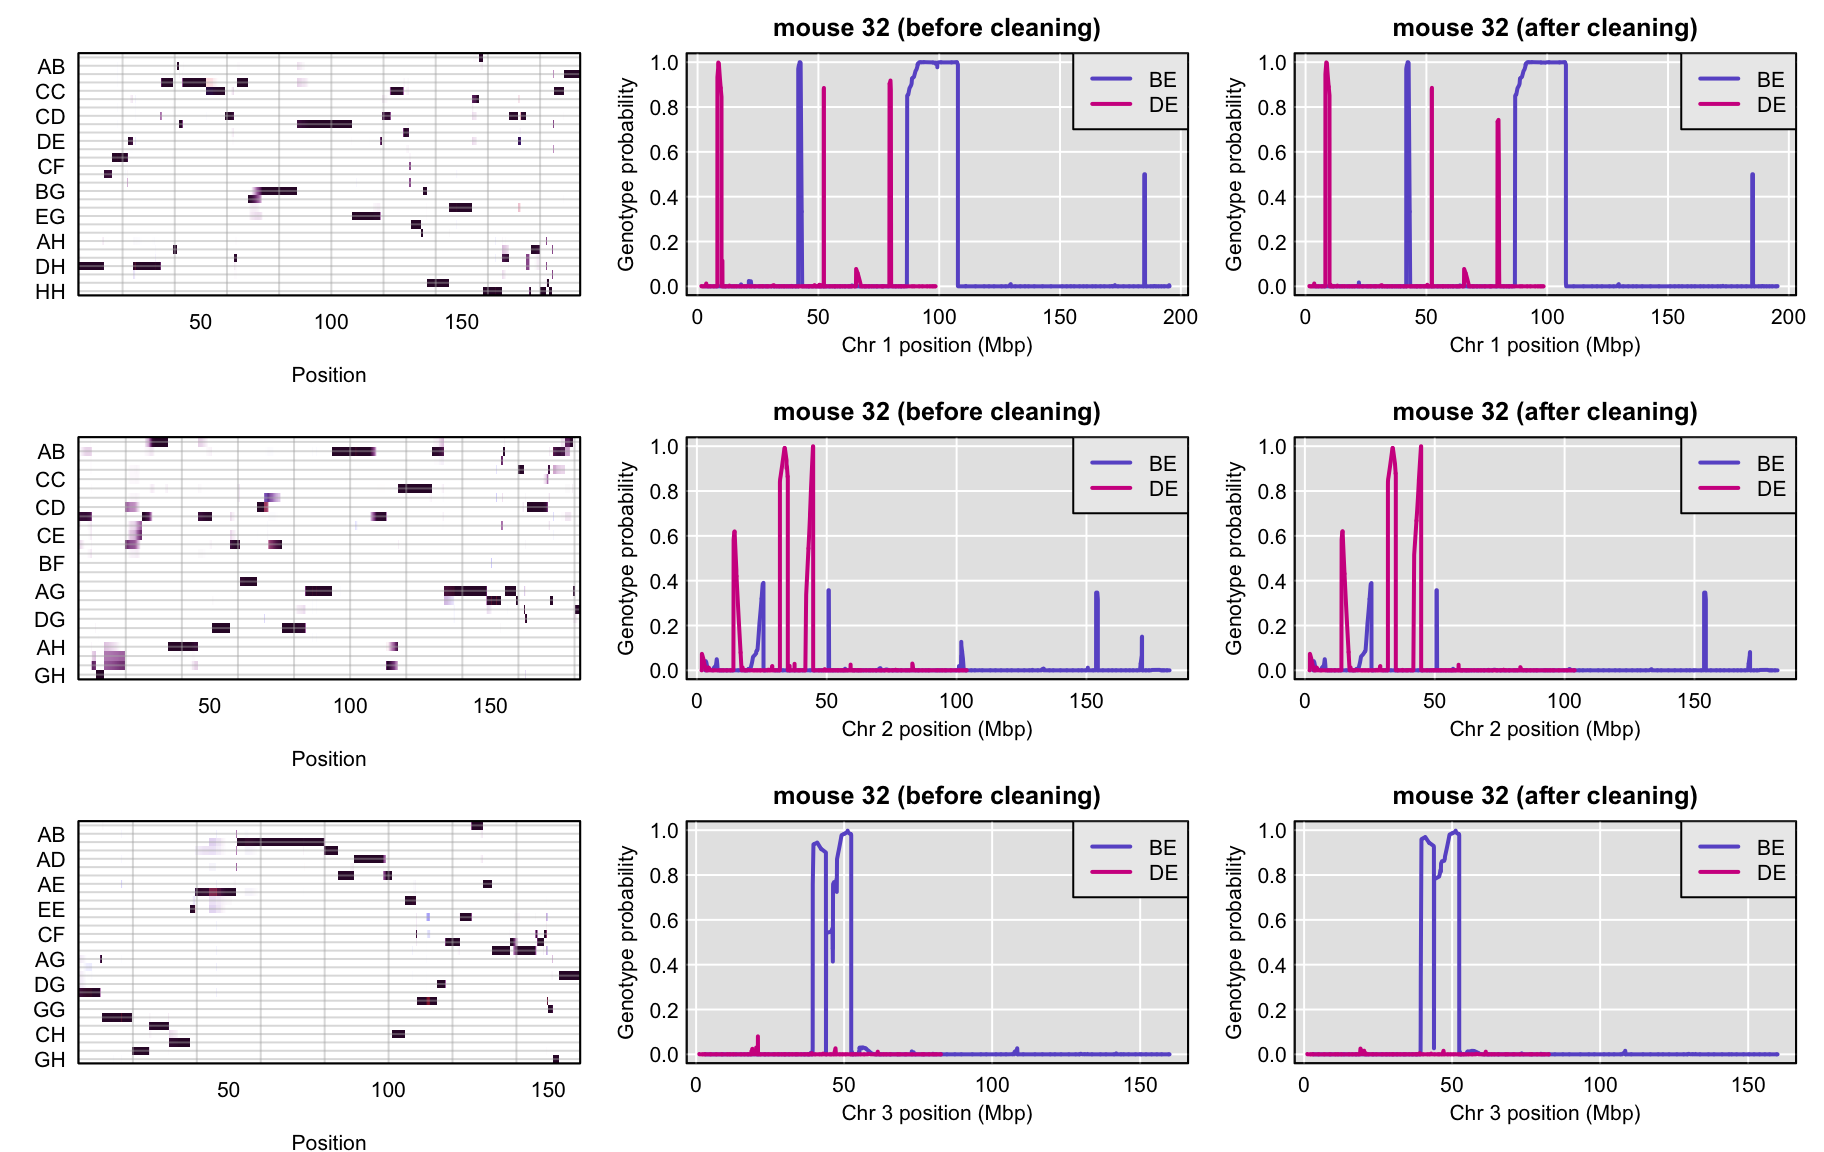 AB
CC
CD
DE
CF
BG
EG
AH
DH
HH
50 100 150
Position
mouse 32 (before cleaning)
Genotype probability
1.0
0.8
0.6
0.4
0.2
0.0
BE
DE
0 50 100 150 200
Chr 1 position (Mbp)
mouse 32 (after cleaning)
Genotype probability
1.0
0.8
0.6
0.4
0.2
0.0
BE
DE
0 50 100 150 200
Chr 1 position (Mbp)
AB
CC
CD
CE
BF
AG
DG
AH
GH
50 100 150
Position
mouse 32 (before cleaning)
Genotype probability
1.0
0.8
0.6
0.4
0.2
0.0
BE
DE
0 50 100 150
Chr 2 position (Mbp)
mouse 32 (after cleaning)
Genotype probability
1.0
0.8
0.6
0.4
0.2
0.0
BE
DE
0 50 100 150
Chr 2 position (Mbp)
AB
AD
AE
EE
CF
AG
DG
GG
CH
GH
50 100 150
Position
mouse 32 (before cleaning)
Genotype probability
1.0
0.8
0.6
0.4
0.2
0.0
BE
DE
0 50 100 150
Chr 3 position (Mbp)
mouse 32 (after cleaning)
Genotype probability
1.0
0.8
0.6
0.4
0.2
0.0
BE
DE
0 50 100 150
Chr 3 position (Mbp)